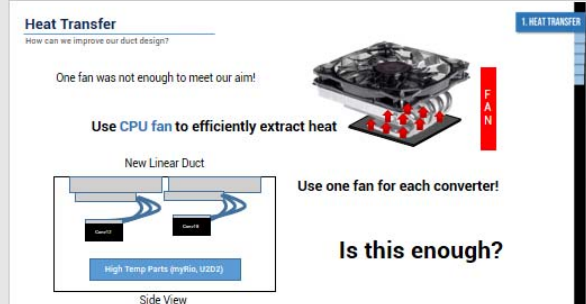 Heat Transfer
1. HEAT TRANSFER
How can we improve our duct design?
One fan was not enough to meet our aim!
FAN
Use CPU fan to efficiently extract heat
New Linear Duct
Use one fan for each converter!
Is this enough?
High Temp Parts (myRio, UZD2)
Side View